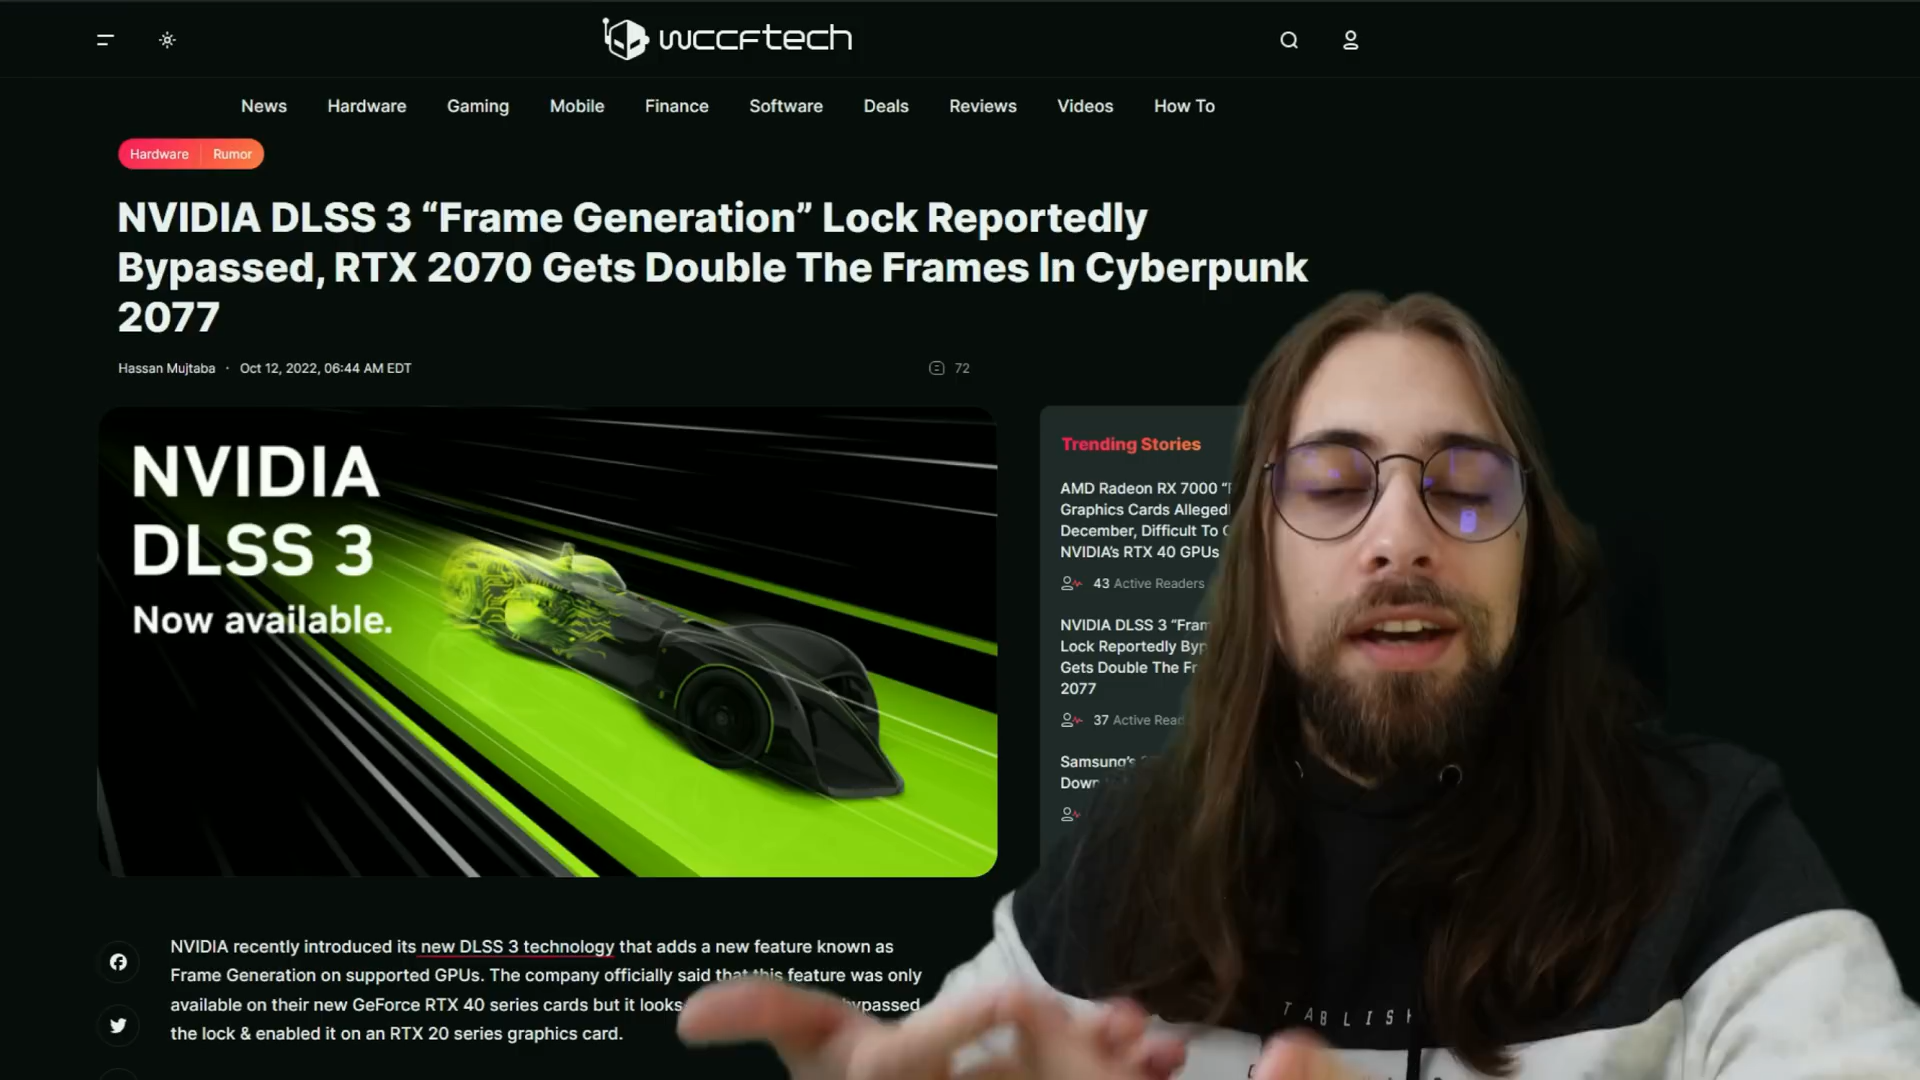 wccftech
News Hardware Gaming Mobile Finance Software Deals Reviews Videos How To
Hardware Rumor
NVIDIA DLSS 3 “Frame Generation” Lock Reportedly
Bypassed, RTX 2070 Gets Double The Frames In Cyberpunk
2077
Hassan Mujtaba · Oct 12, 2022, 06:44 AM EDT
72
NVIDIA
DLSS 3
Now available.
Trending Stories
AMD Radeon RX 7000
Graphics Cards
December, Difficult To
NVIDIA’s RTX 40 GPUs
43 Active Readers
NVIDIA DLSS 3
Lock Reportedly
Gets Double The
2077
37 Active
Samsung’s
NVIDIA recently introduced its new DLSS 3 technology that adds a new feature known as
Frame Generation on supported GPUs. The company officially said that this feature was only
available on their new GeForce RTX 40 series cards but it looks bypassed
the lock & enabled it on an RTX 20 series graphics card.
TABLISH